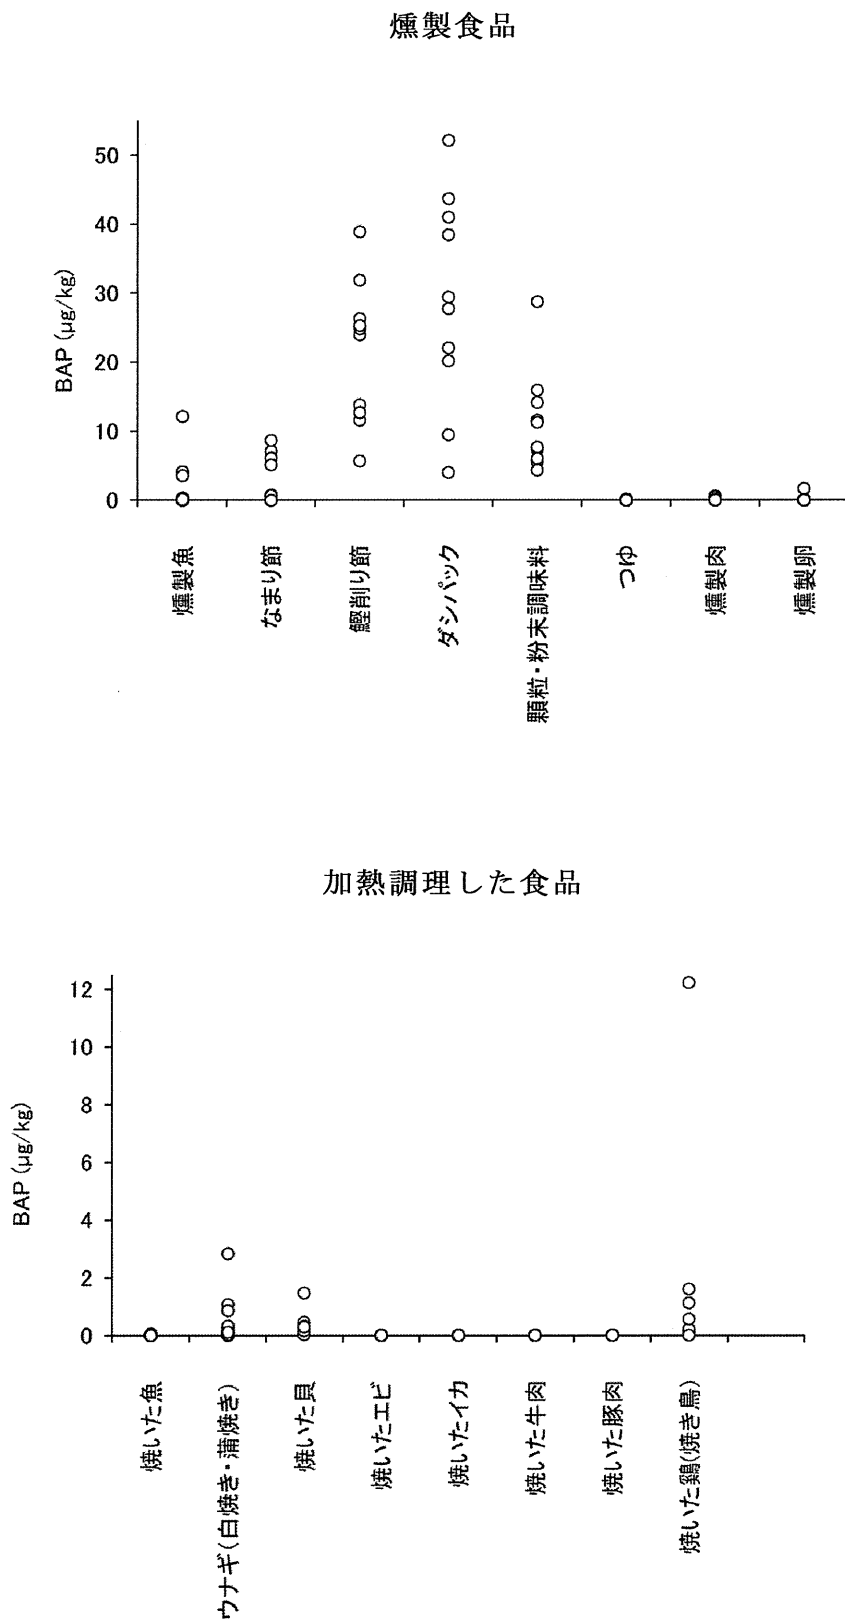 燻製食品
BAP (μg/kg)
50
40
30
20
10
0
燻製魚
なまり節
鰹削り節
ダシパック
顆粒・粉末調味料
つゆ
燻製肉
燻製卵
加熱調理した食品
BAP (μg/kg)
12
10
8
6
4
2
0
焼いた魚
ウナギ(白焼き・蒲焼き)
焼いた貝
焼いたエビ
焼いたイカ
焼いた牛肉
焼いた豚肉
焼いた鶏(焼き鳥)